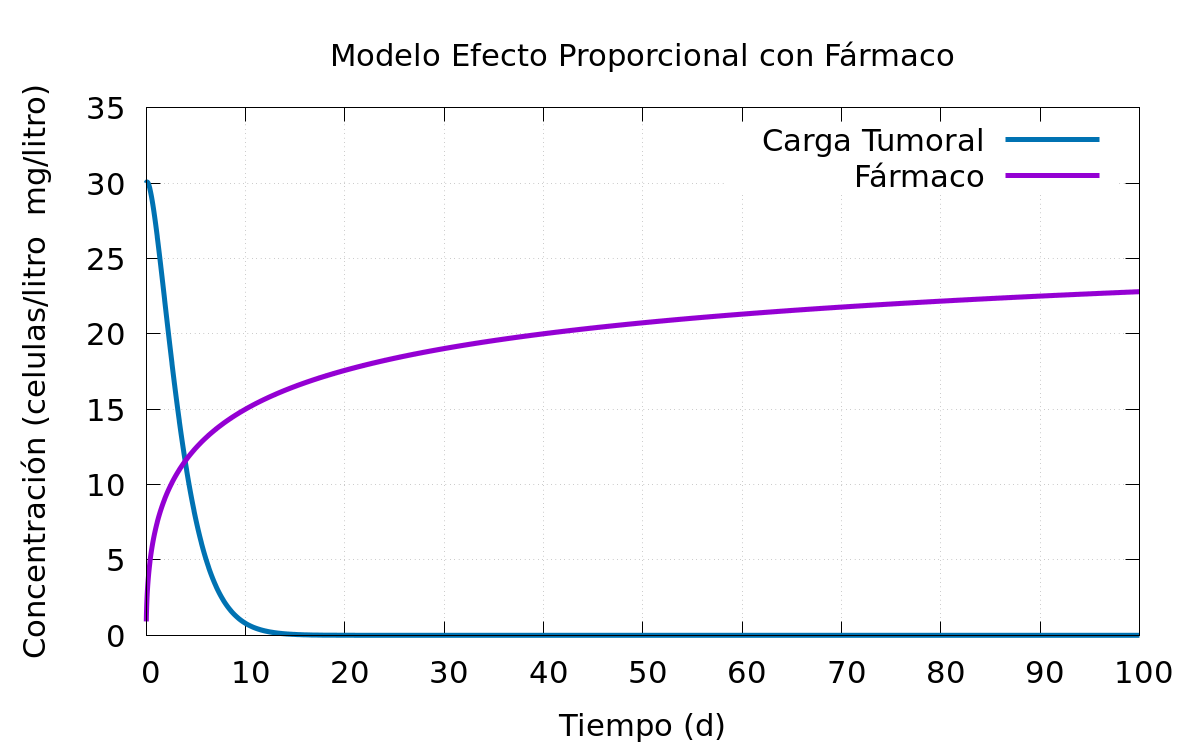 Modelo Efecto Proporcional con Fármaco
Concentración (celulas/litro  mg/litro)
35
30
25
20
15
10
5
0
Carga Tumoral
Fármaco
0 10 20 30 40 50 60 70 80 90 100
Tiempo (d)